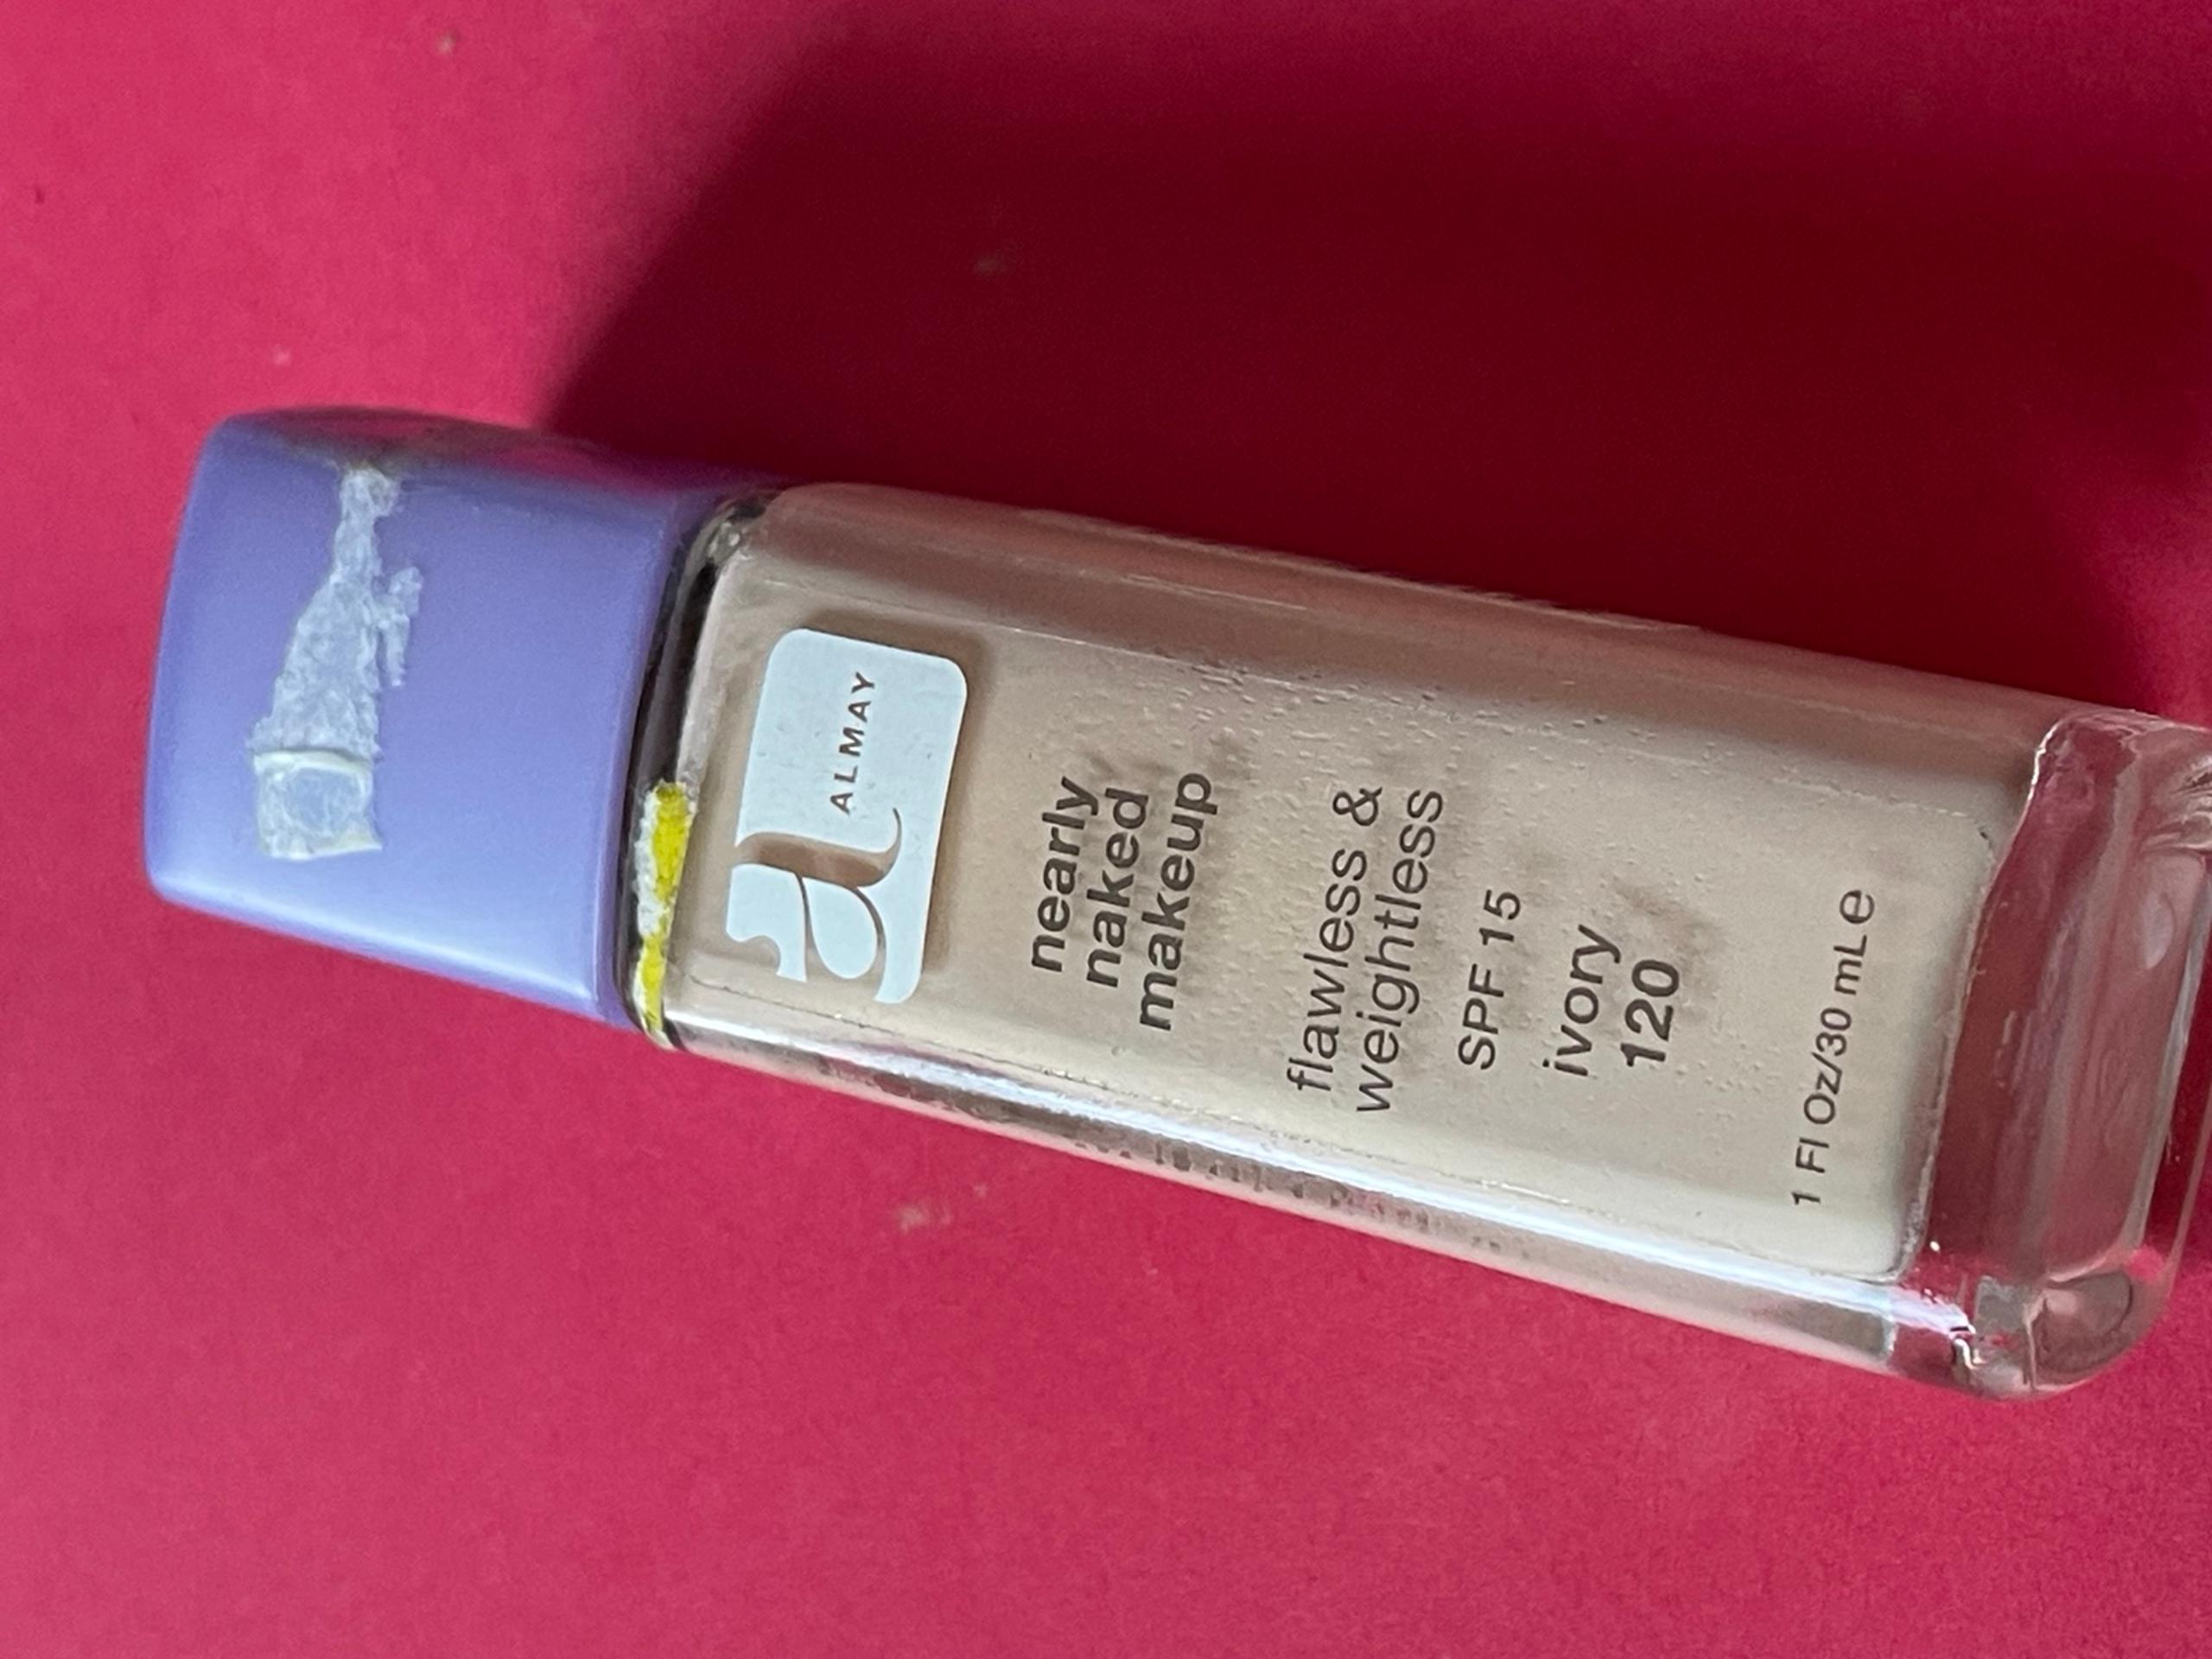 a
ALMAY
nearly
naked
makeup
flawless &
weightless
SPF 15
ivory
120
1 Fl Oz/30 mL e